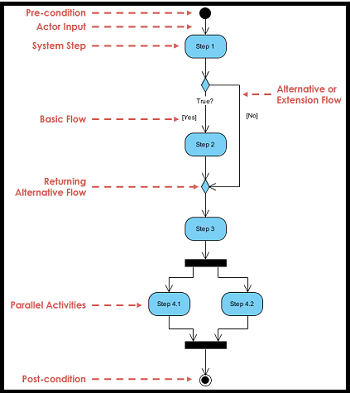 Pre-condition
Actor Input
System Step
Step 1
Alternative or
Extension Flow
True?
Basic Flow
[Yes]
[No]
Step 2
Returning
Alternative Flow
Step 3
Parallel Activities
Step 4.1
Step 4.2
Post-condition